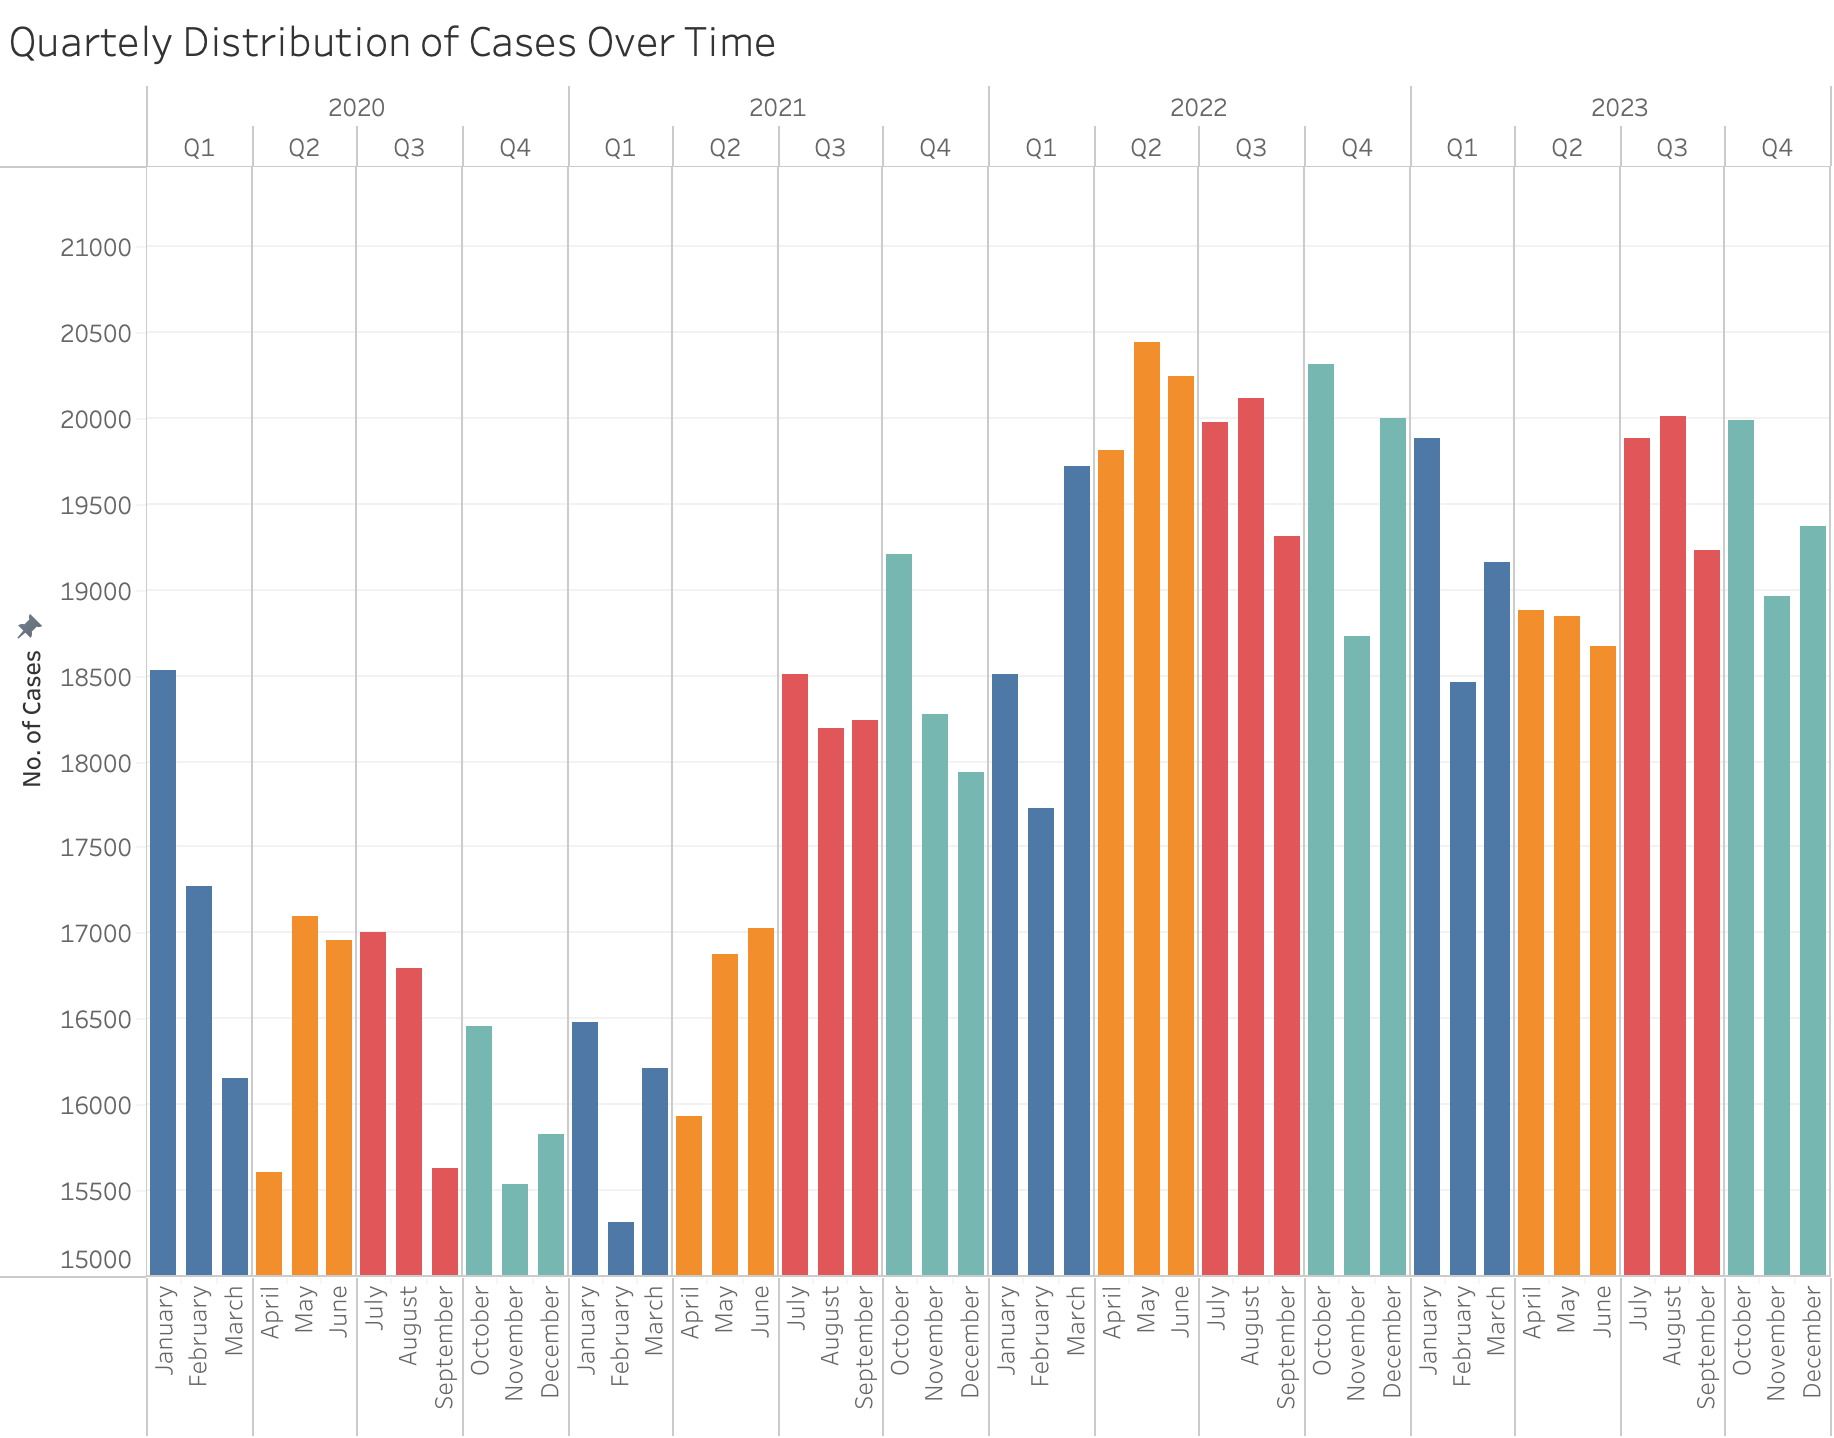 Quartely Distribution of Cases Over Time
2020 2021 2022 2023
Q1 Q2 Q3 Q4 Q1 Q2 Q3 Q4 Q1 Q2 Q3 Q4 Q1 Q2 Q3 Q4
21000
20500
20000
19500
19000
18500
18000
17500
17000
16500
16000
15500
15000
No. of Cases
January February March April May June July August September October November December January February March April May June July August September October November December January February March April May June July August September October November December January February March April May June July August September October November December